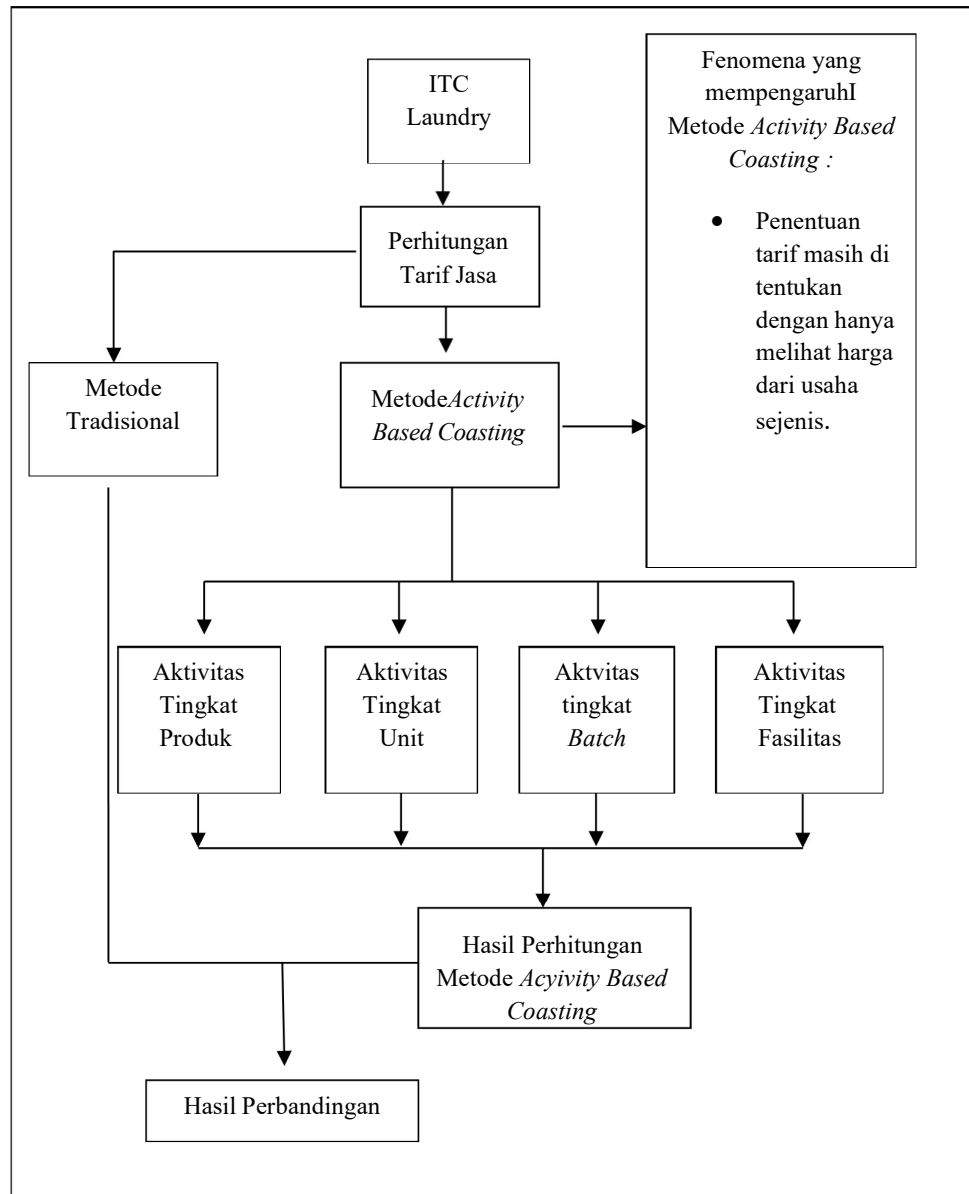 ITC
Laundry
Fenomena yang
mempengaruhI
Metode Activity Based
Coasting :
• Penentuan
tarif masih di
tentukan
dengan hanya
melihat harga
dari usaha
sejenis.
Perhitungan
Tarif Jasa
Metode
Tradisional
MetodeActivity
Based Coasting
Aktivitas
Tingkat
Produk
Aktivitas
Tingkat
Unit
Aktvitas
tingkat
Batch
Aktivitas
Tingkat
Fasilitas
Hasil Perhitungan
Metode Acyivity Based
Coasting
Hasil Perbandingan